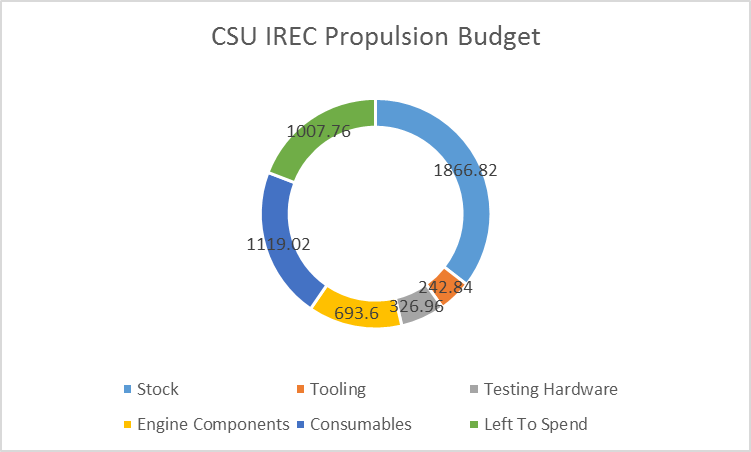 CSU IREC Propulsion Budget
1007.76
1866.82
1119.02
242.84
326.96
693.6
Stock Tooling Testing Hardware
Engine Components Consumables Left To Spend